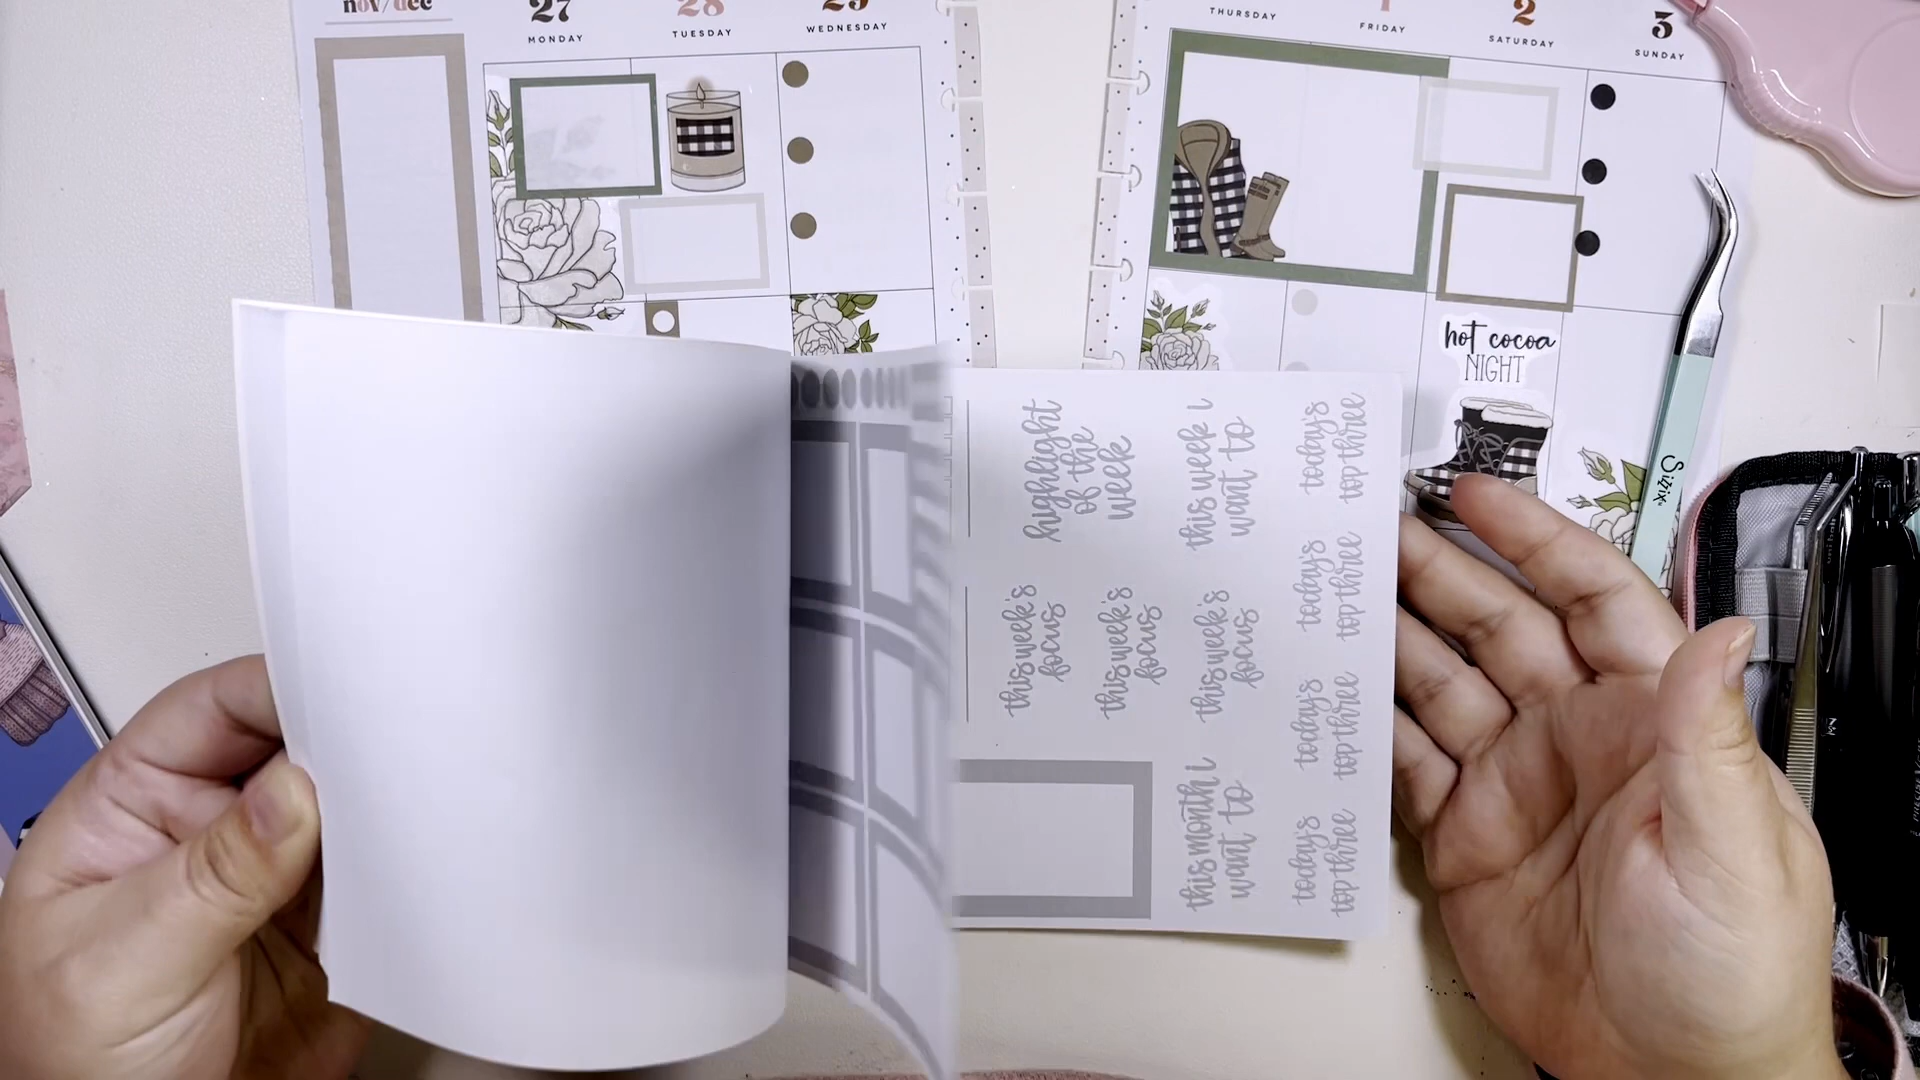 nov/dec
27
28
29
MONDAY
TUESDAY
WEDNESDAY
1
2
3
THURSDAY
FRIDAY
SATURDAY
SUNDAY
hot cocoa
NIGHT
Sizzix
highlight
of the
week
this week I
want to
today's
top three
this week's
focus
this week's
focus
this week's
focus
today's
top three
today's
top three
this month I
want to
today's
top three